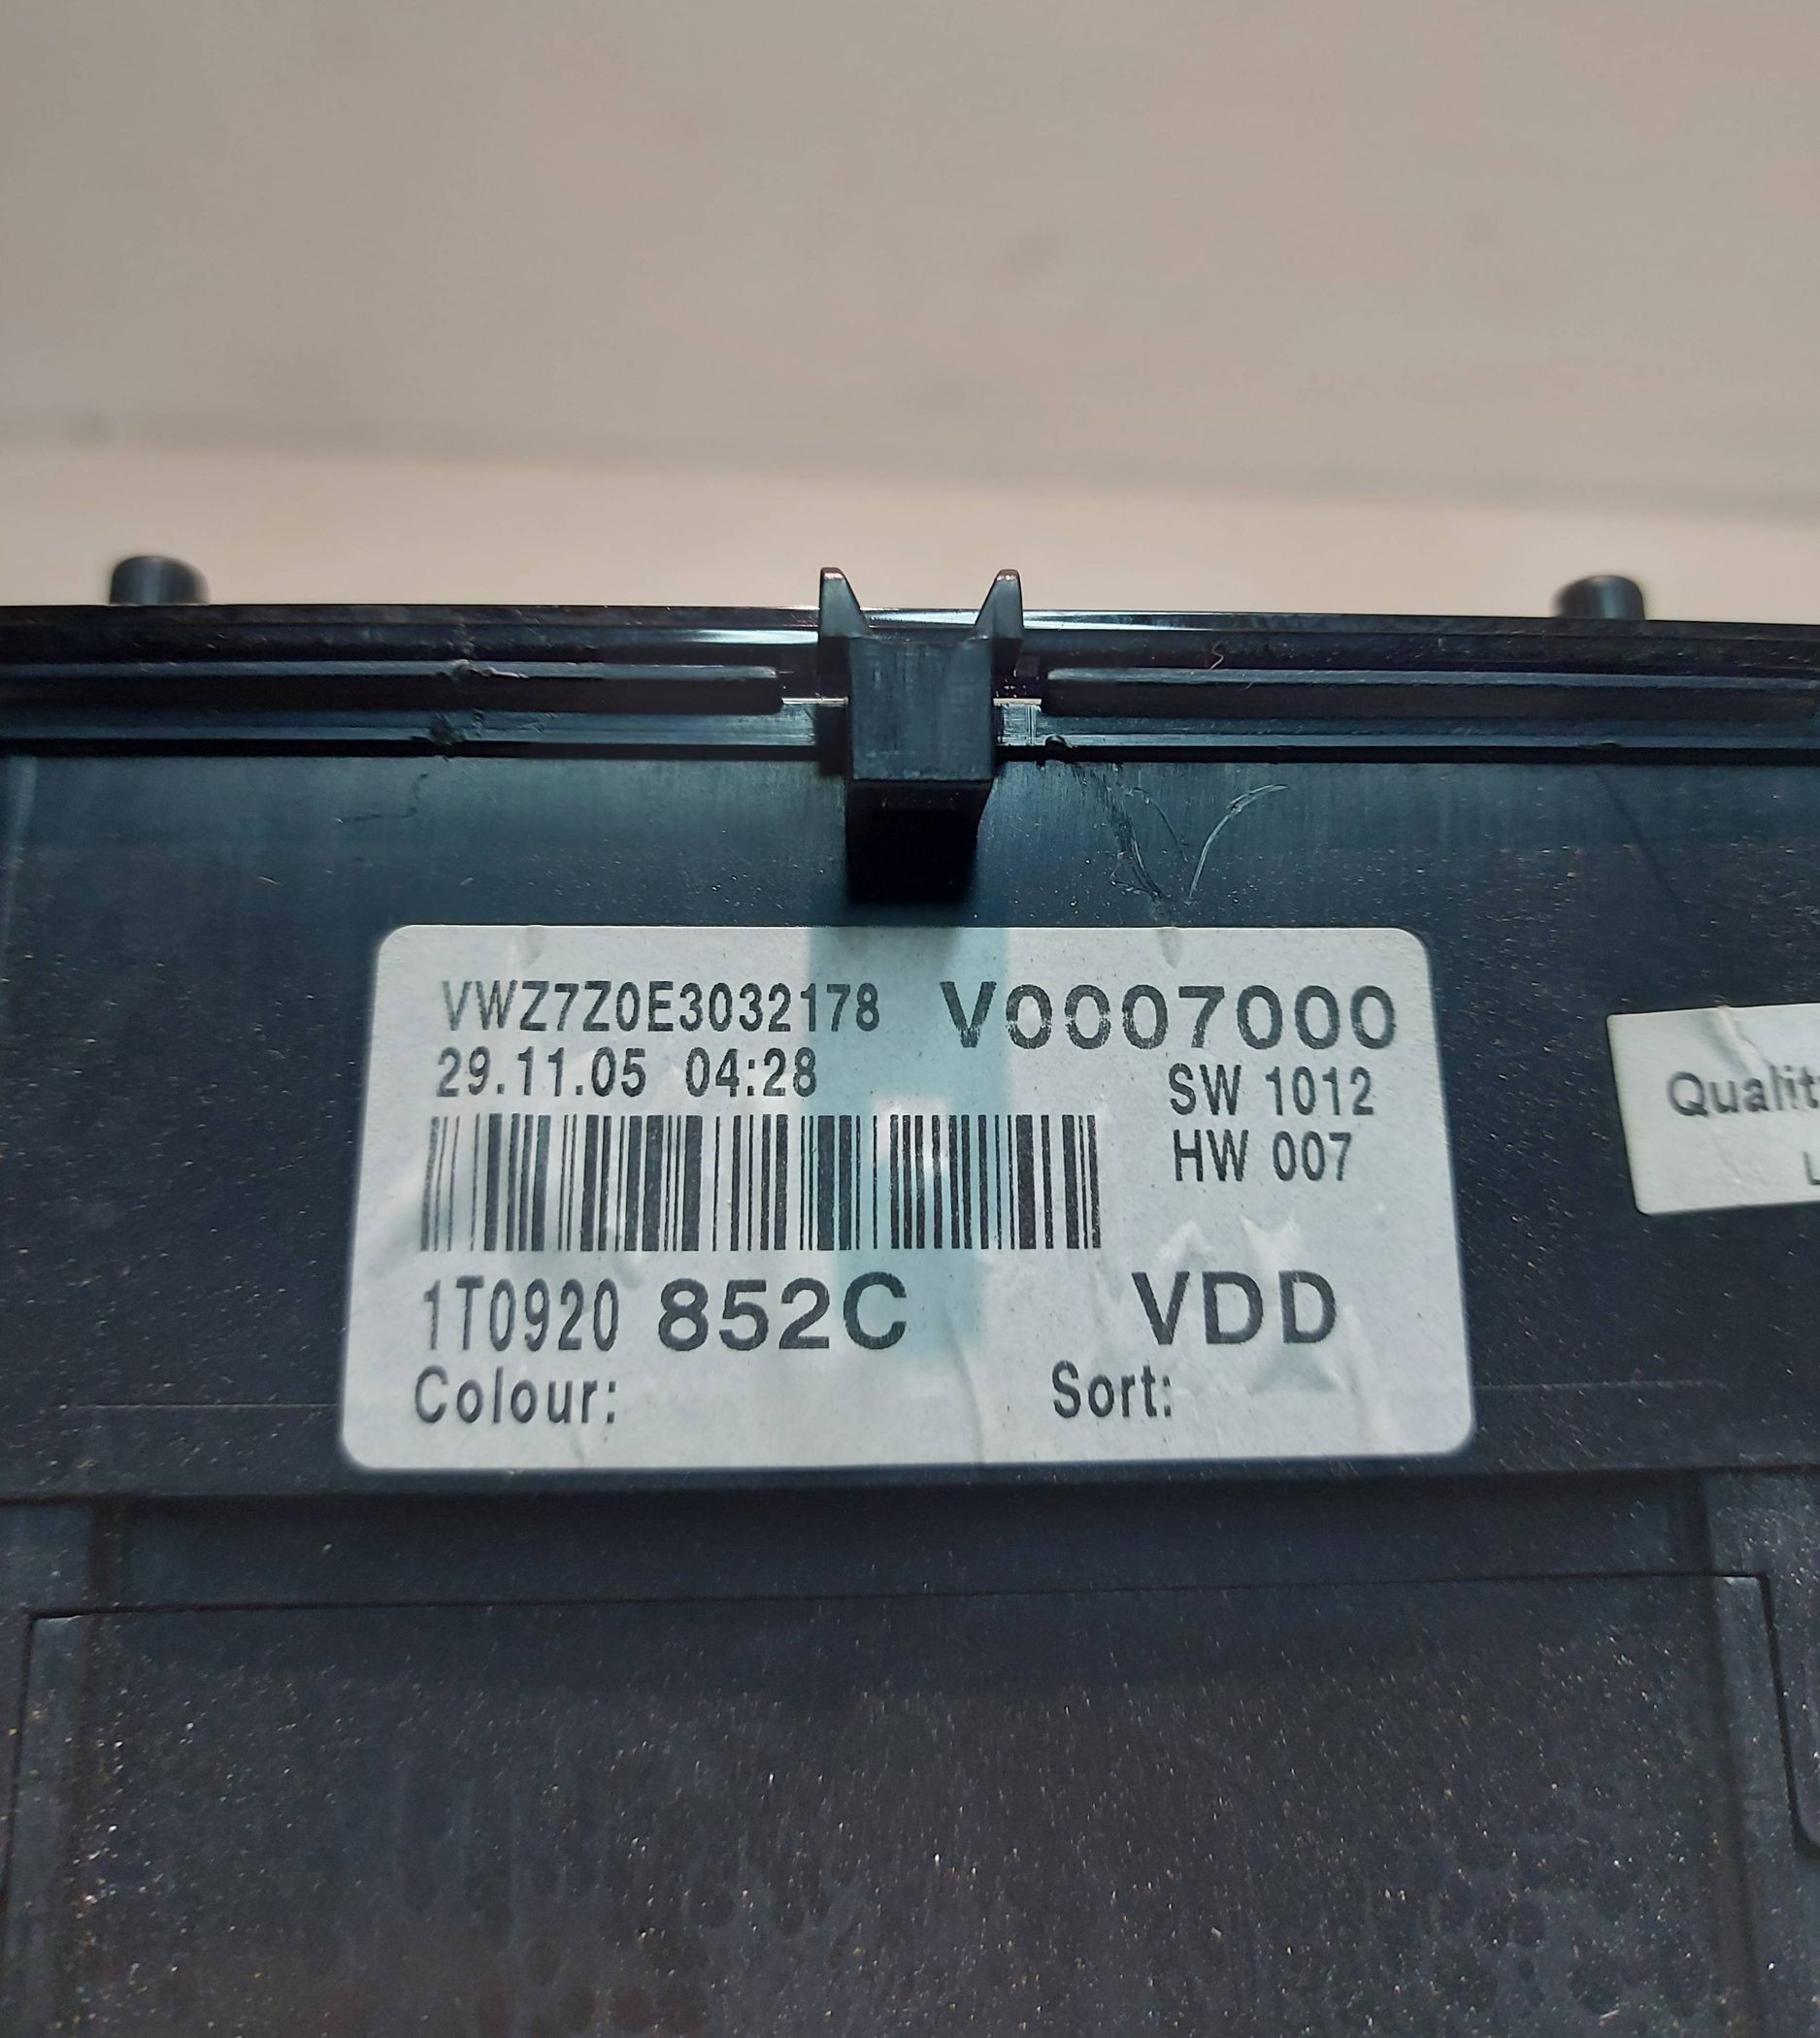 VWZ7Z0E3032178 V0007000
29.11.05 04:28
SW 1012
HW 007
1T0920 852C VDD
Colour: Sort:
Qualit
L